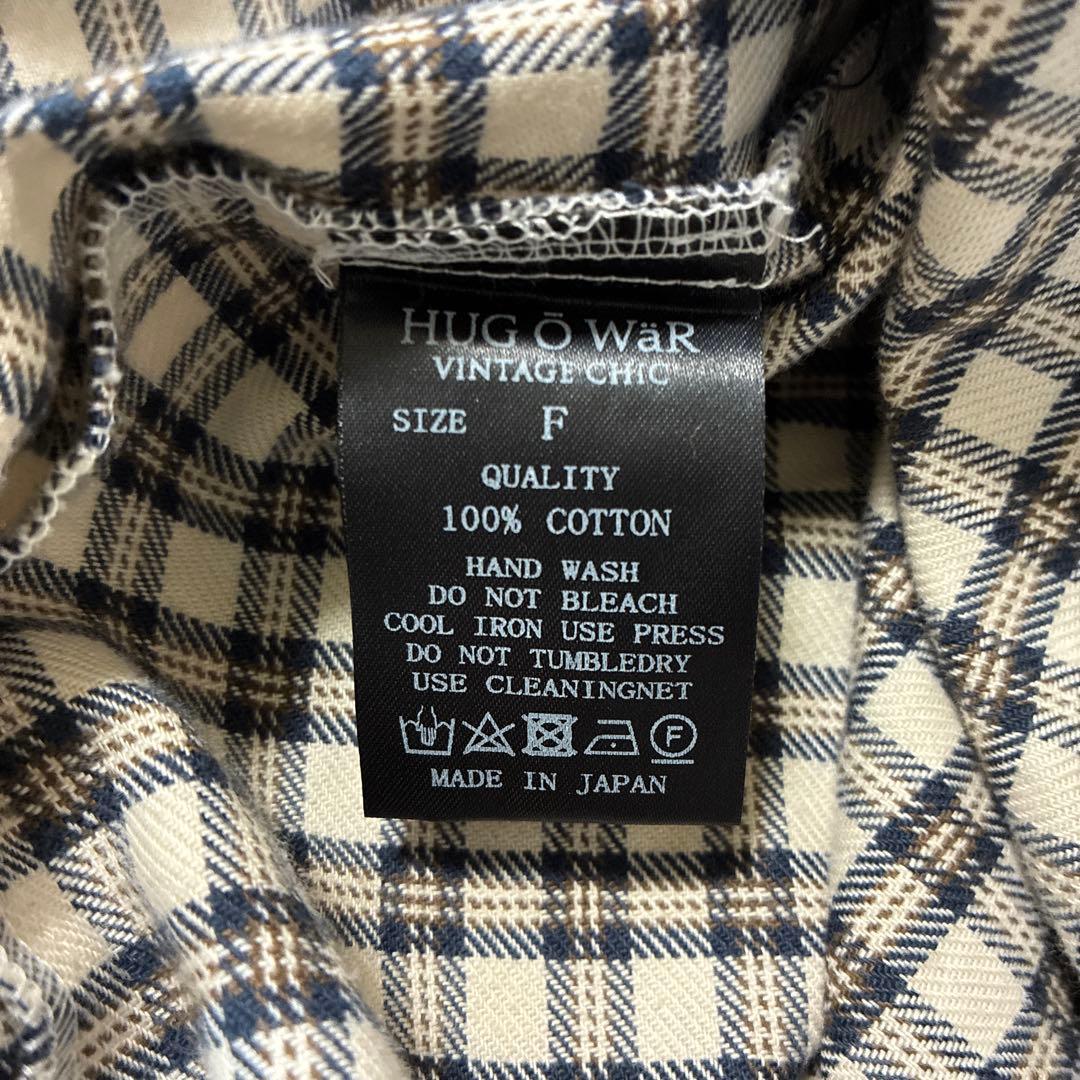 HUG Ō WäR
VINTAGE CHIC
SIZE F
QUALITY
100% COTTON
HAND WASH
DO NOT BLEACH
COOL IRON USE PRESS
DO NOT TUMBLEDRY
USE CLEANINGNET
F
MADE IN JAPAN